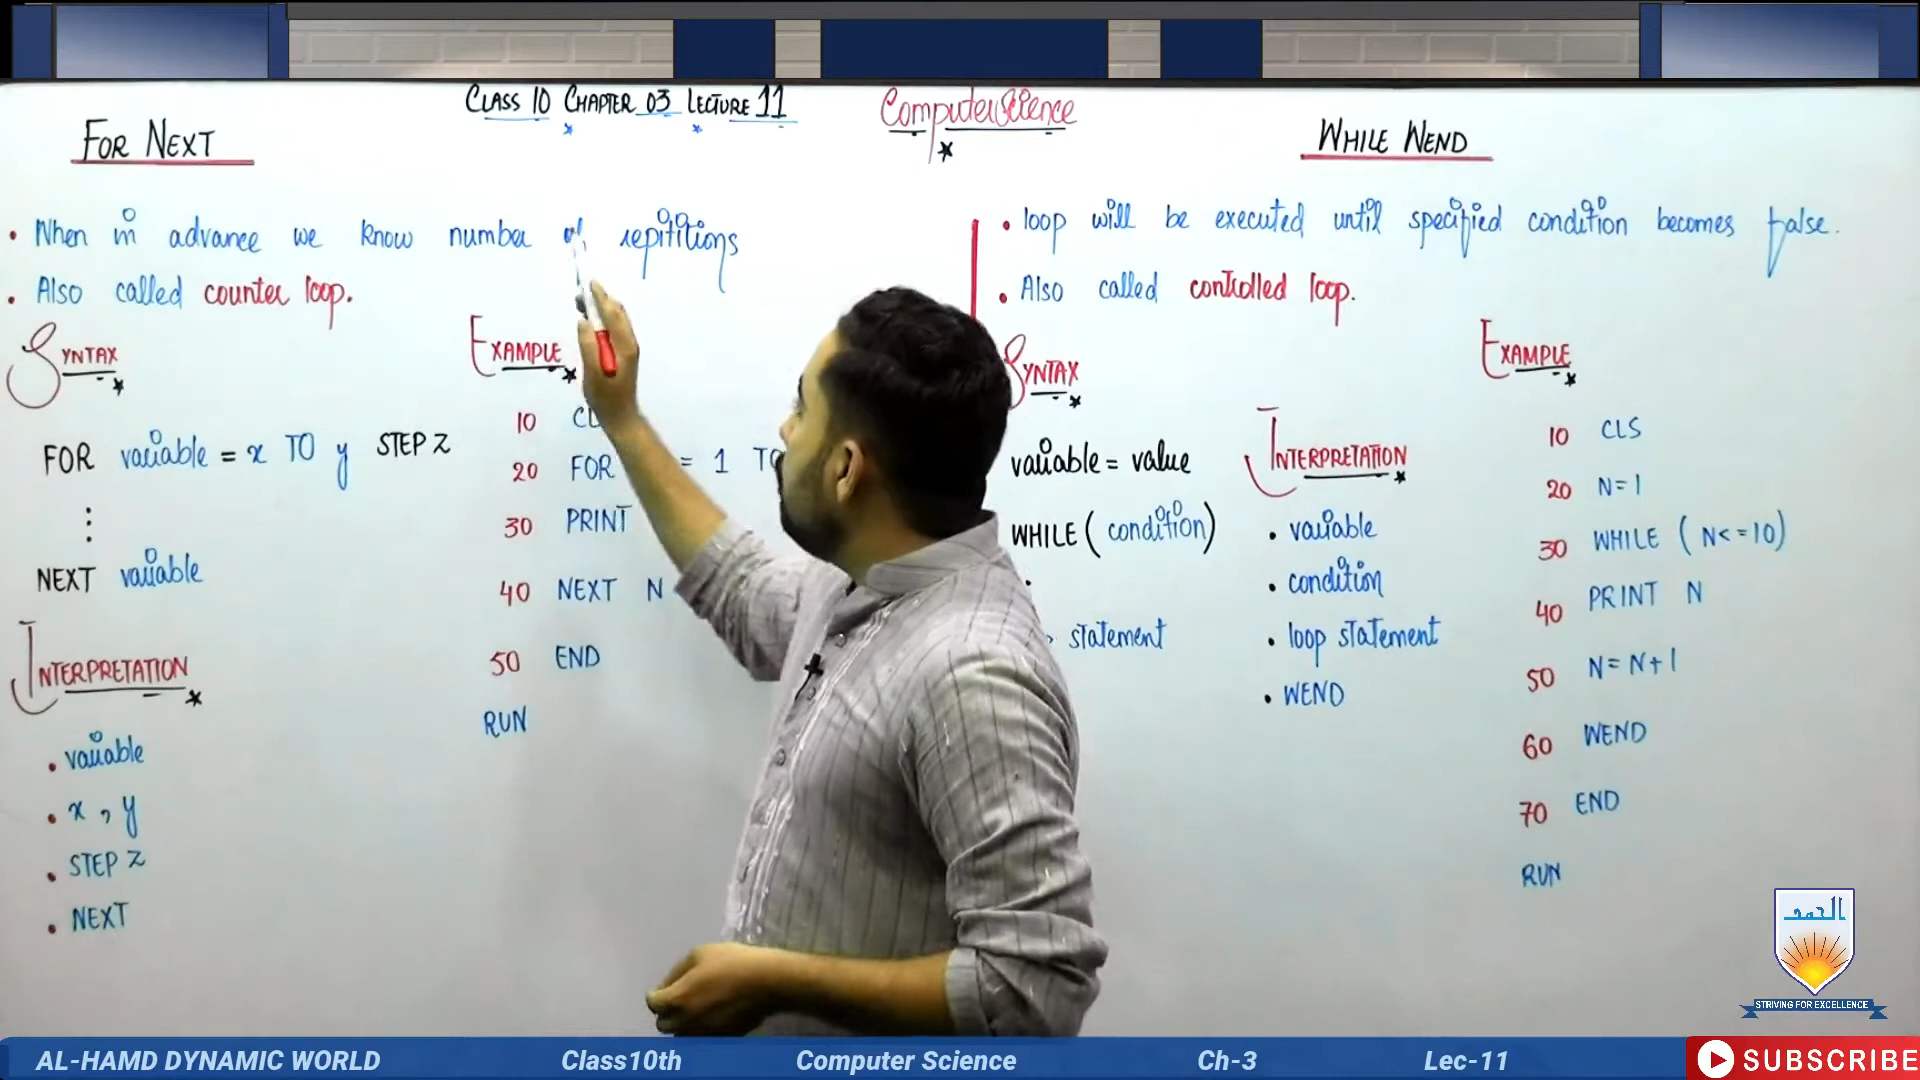 CLASS 10 CHAPTER 03 LECTURE 11
Computer Science
FOR NEXT
• When in advance we know number of repititions
• Also called counter loop.
SYNTAX
FOR variable = x TO y STEP z
NEXT variable
INTERPRETATION
• variable
• x , y
• STEP z
• NEXT
EXAMPLE
10
20 FOR = 1 TO
30 PRINT
40 NEXT N
50 END
RUN
WHILE WEND
• loop will be executed until specified condition becomes false.
• Also called controlled loop.
SYNTAX
variable = value
WHILE ( condition )
statement
INTERPRETATION
• variable
• condition
• loop statement
• WEND
EXAMPLE
10 CLS
20 N=1
30 WHILE ( N<=10)
40 PRINT N
50 N= N+1
60 WEND
70 END
RUN
الحمد
STRIVING FOR EXCELLENCE
AL-HAMD DYNAMIC WORLD Class10th Computer Science Ch-3 Lec-11
SUBSCRIBE